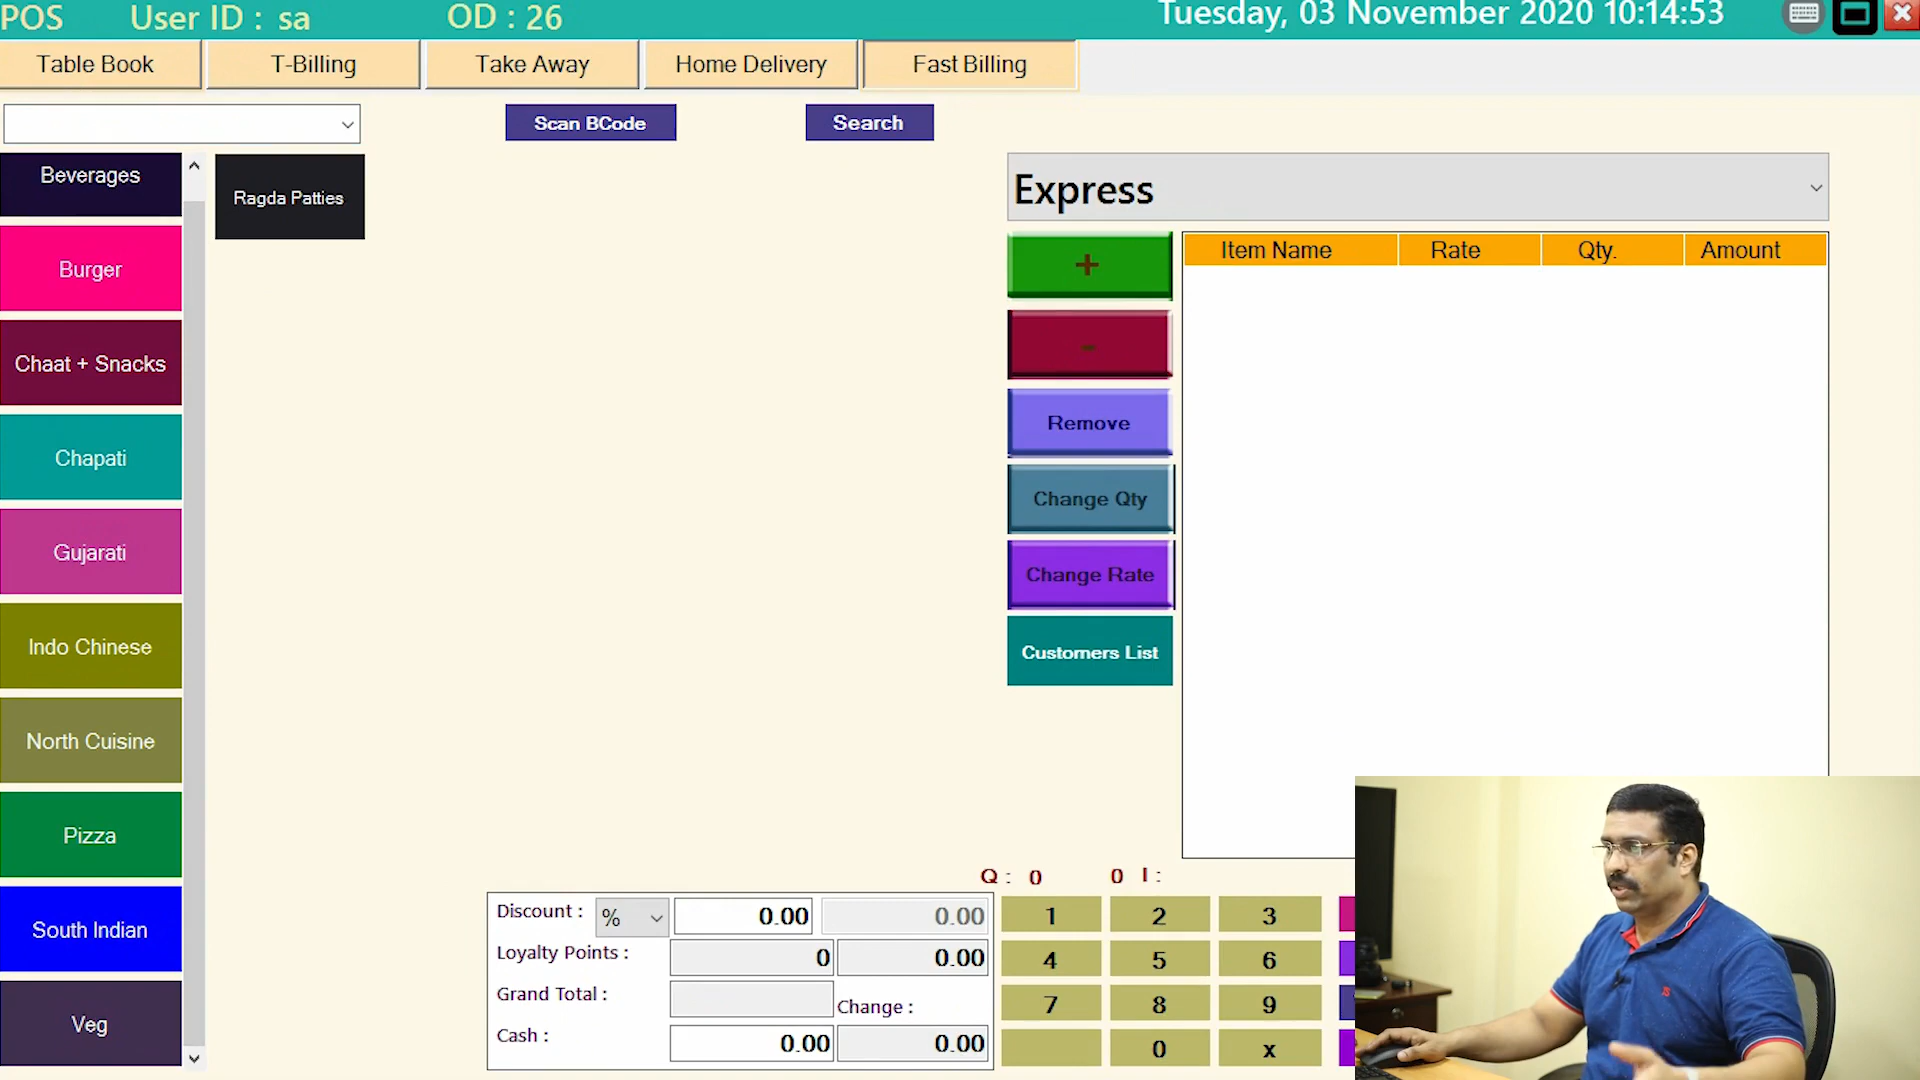 POS User ID : sa OD : 26 Tuesday, 03 November 2020 10:14:53
Table Book T-Billing Take Away Home Delivery Fast Billing
Scan BCode Search
Beverages
Burger
Chaat + Snacks
Chapati
Gujarati
Indo Chinese
North Cuisine
Pizza
South Indian
Veg
Ragda Patties
Express
+
-
Remove
Change Qty
Change Rate
Customers List
Item Name Rate Qty. Amount
Q : 0 0 I :
Discount : % 0.00 0.00
Loyalty Points : 0 0.00
Grand Total : Change :
Cash : 0.00 0.00
1 2 3
4 5 6
7 8 9
0 x